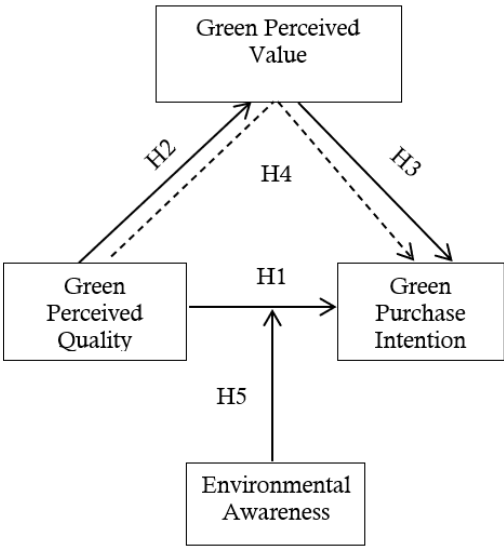 Green Perceived
Value
H2
H3
H4
Green
Perceived
Quality
H1
Green
Purchase
Intention
H5
Environmental
Awareness